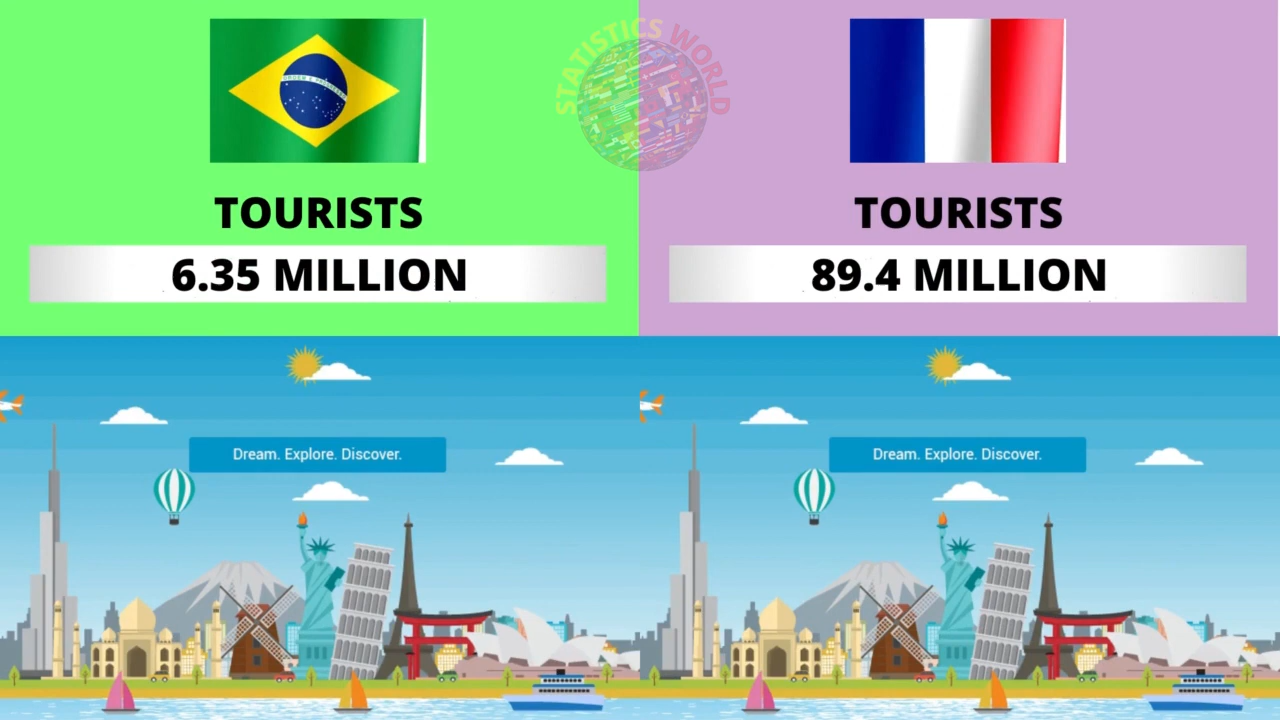 STATISTICS WORLD
TOURISTS
6.35 MILLION
TOURISTS
89.4 MILLION
Dream. Explore. Discover.
Dream. Explore. Discover.